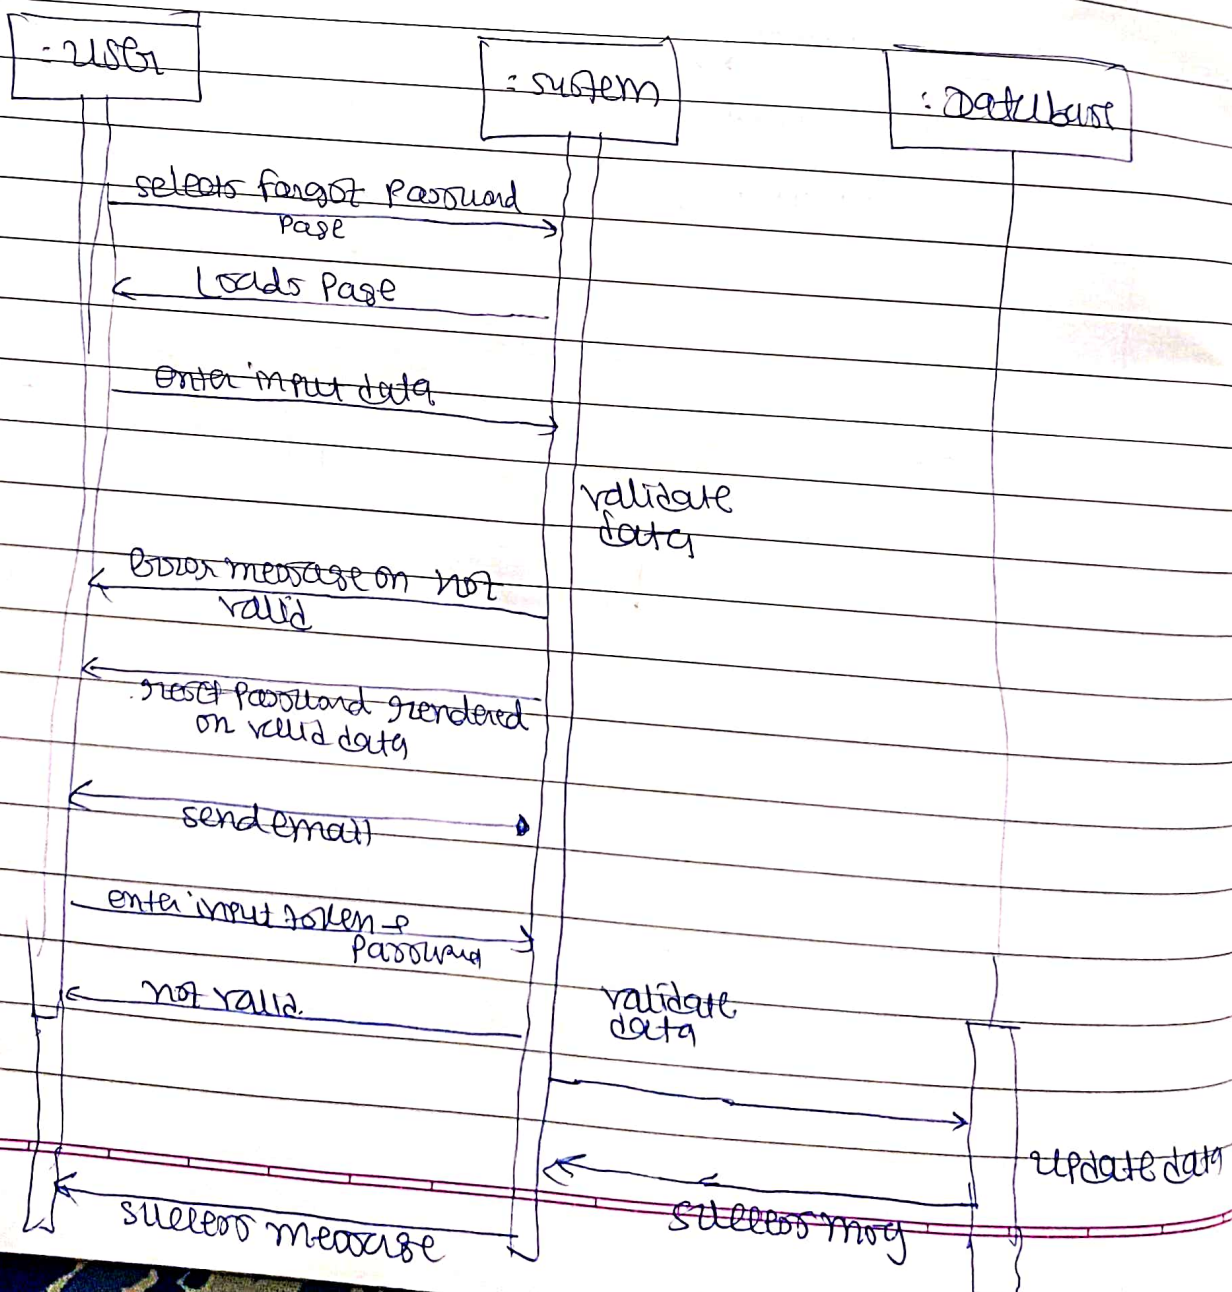 : User
: system
: Database
selects forgot password
page
Loads page
enter input data
validate
data
Error message on not
valid
reset password rendered
on valid data
send email
enter input token &
password
not valid.
validate
data
update data
success msg
success message